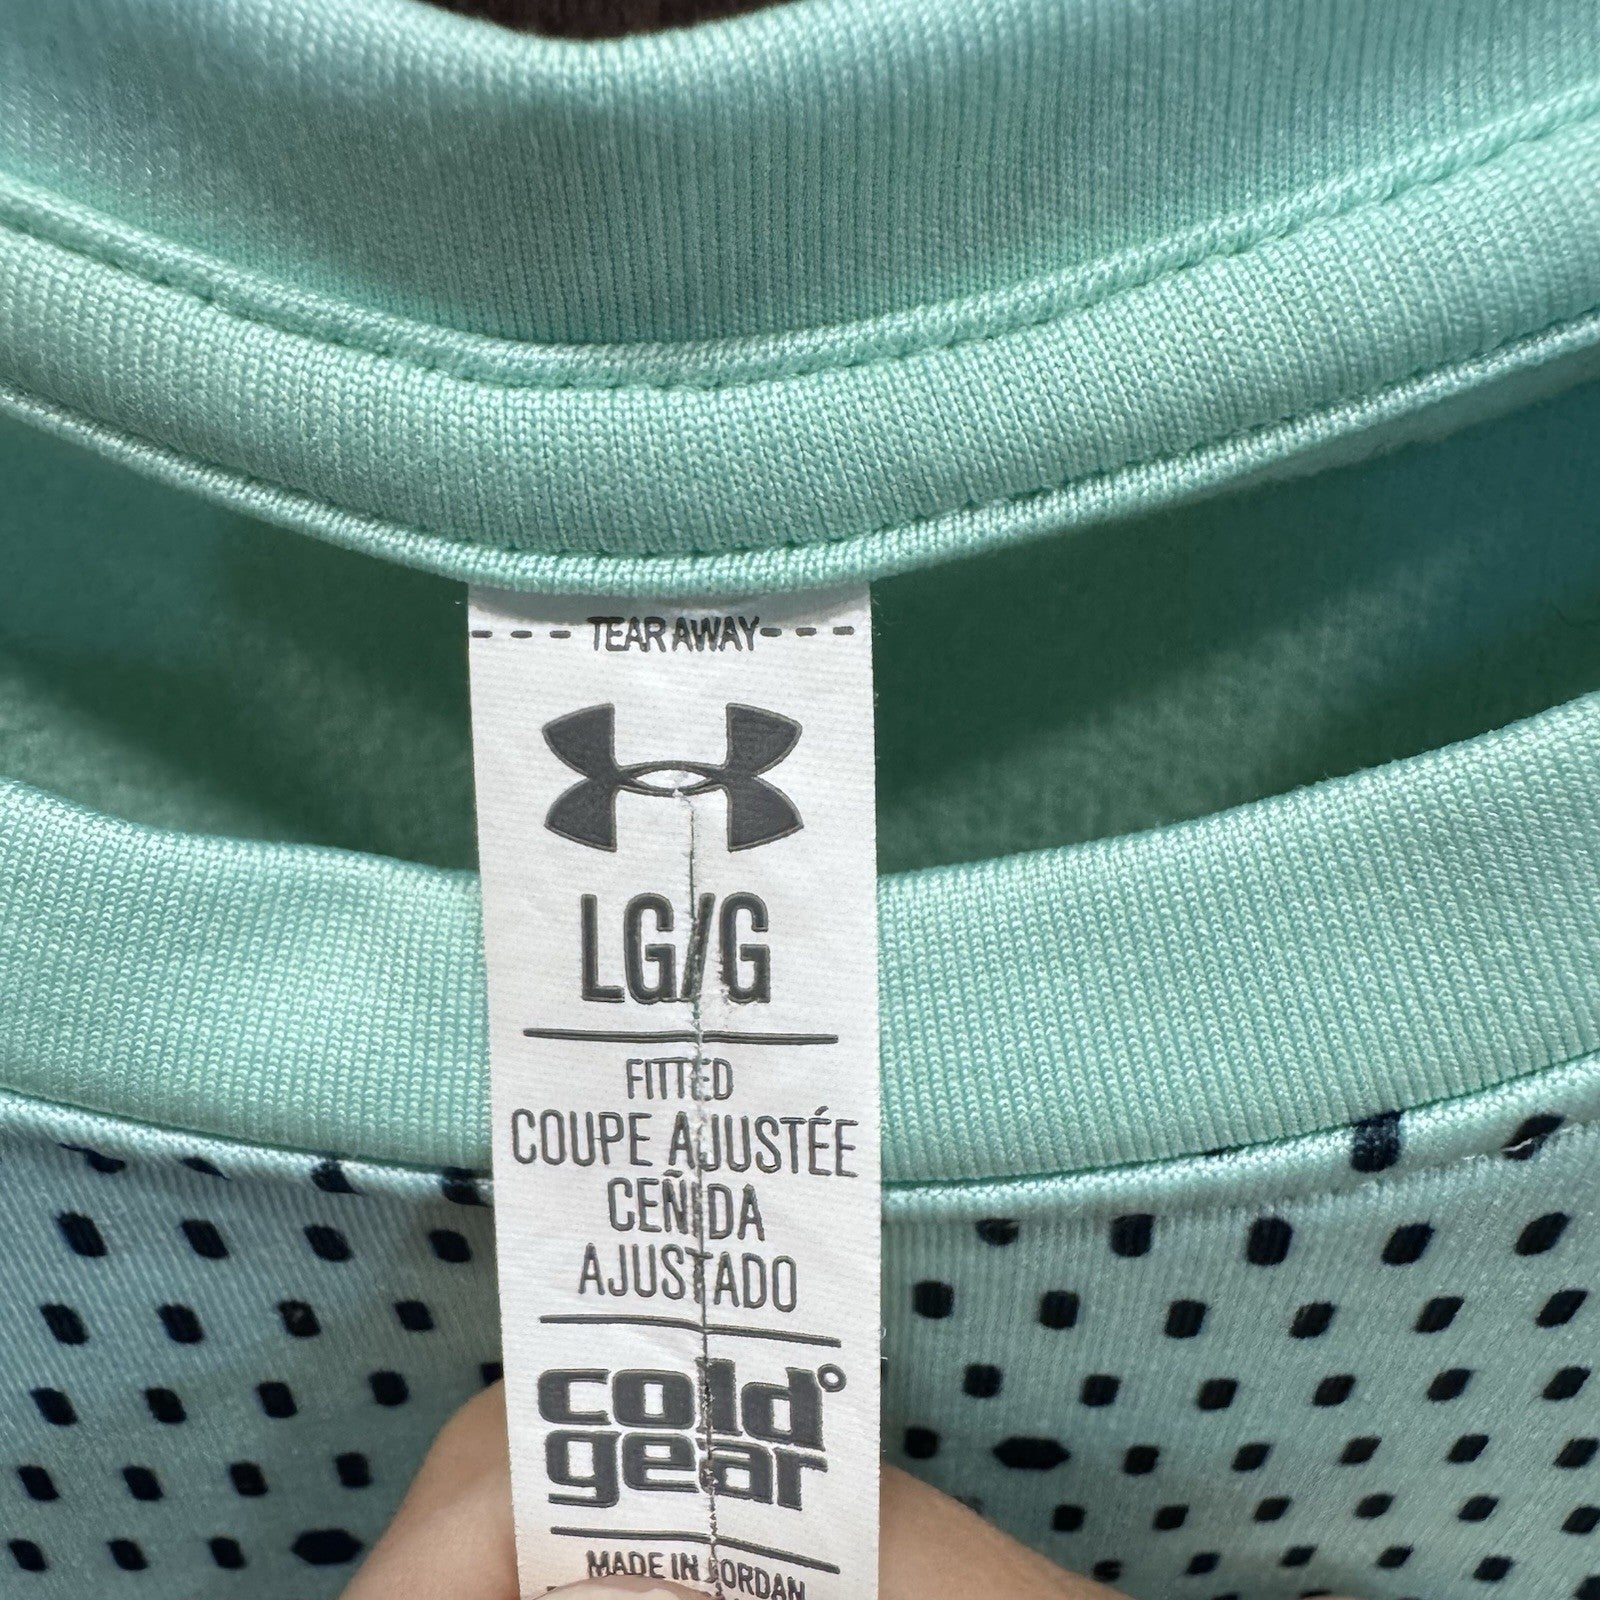 TEAR AWAY
LG/G
FITTED
COUPE AJUSTÉE
CEÑIDA
AJUSTADO
cold°
gear
MADE IN JORDAN